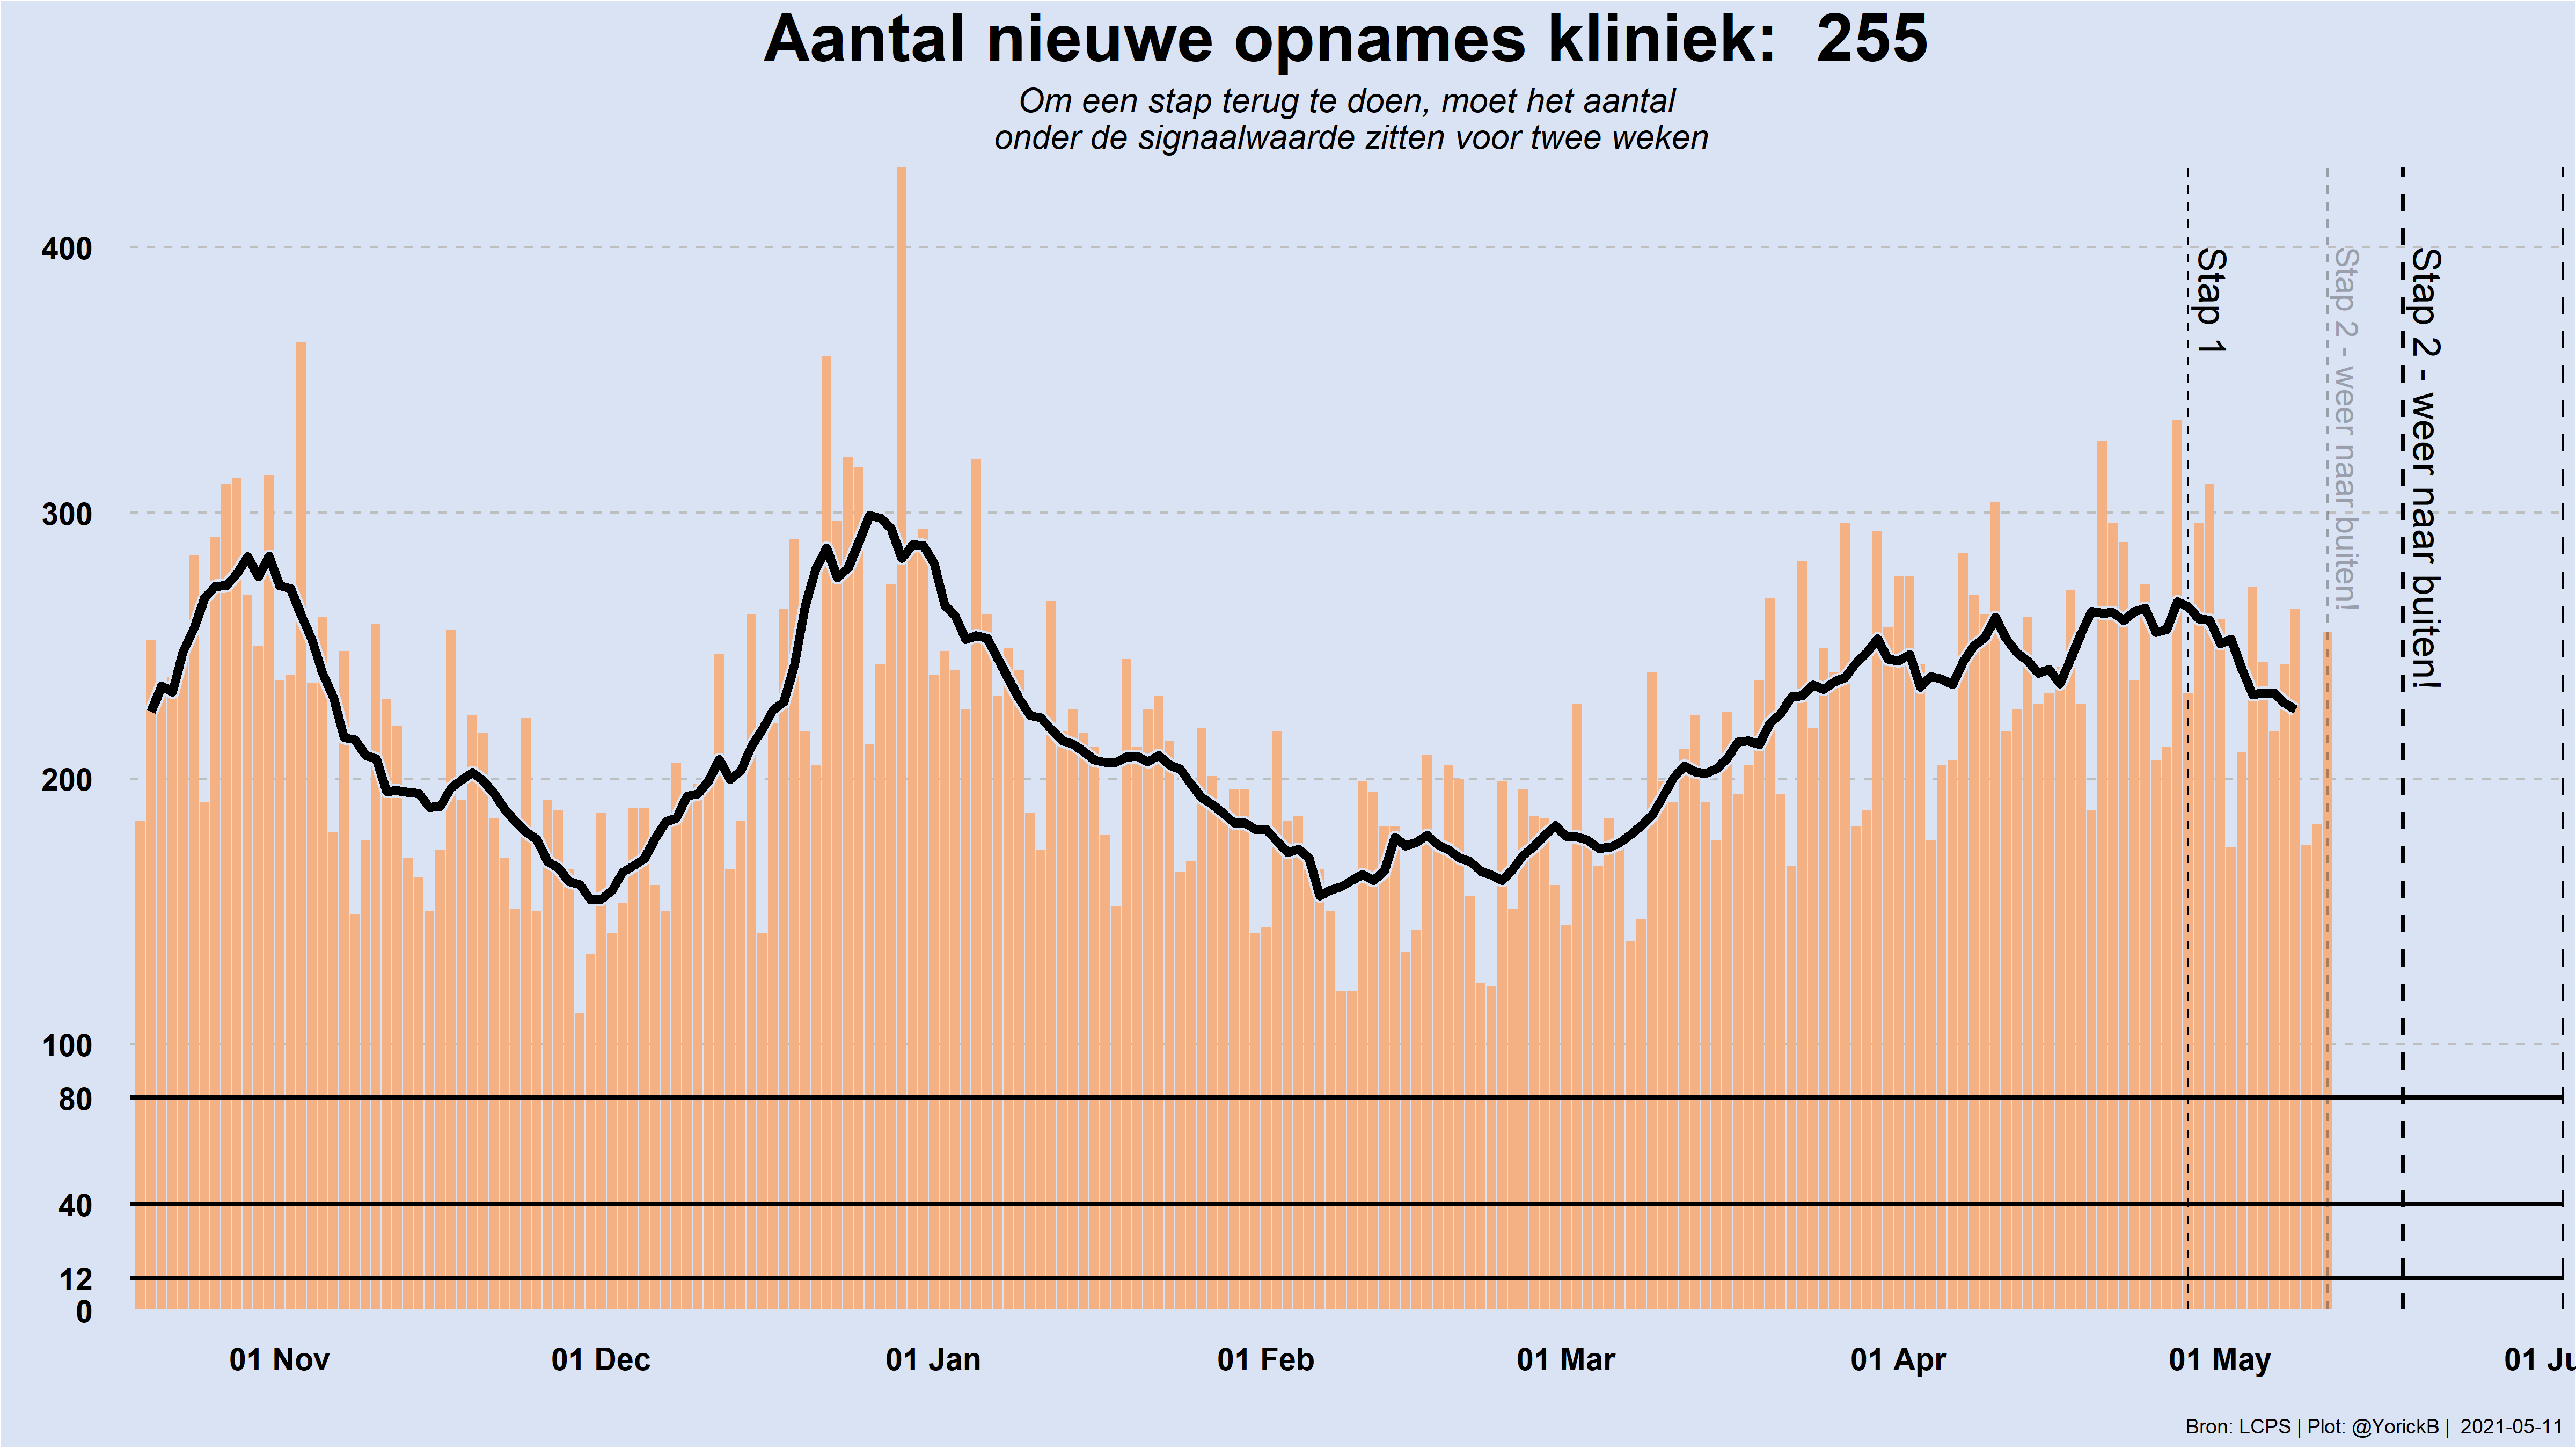 Aantal nieuwe opnames kliniek:  255
Om een stap terug te doen, moet het aantal
onder de signaalwaarde zitten voor twee weken
400
300
200
100
80
40
12
0
Stap 1
Stap 2 - weer naar buiten!
Stap 2 - weer naar buiten!
01 Nov
01 Dec
01 Jan
01 Feb
01 Mar
01 Apr
01 May
01 Ju
Bron: LCPS | Plot: @YorickB |  2021-05-11